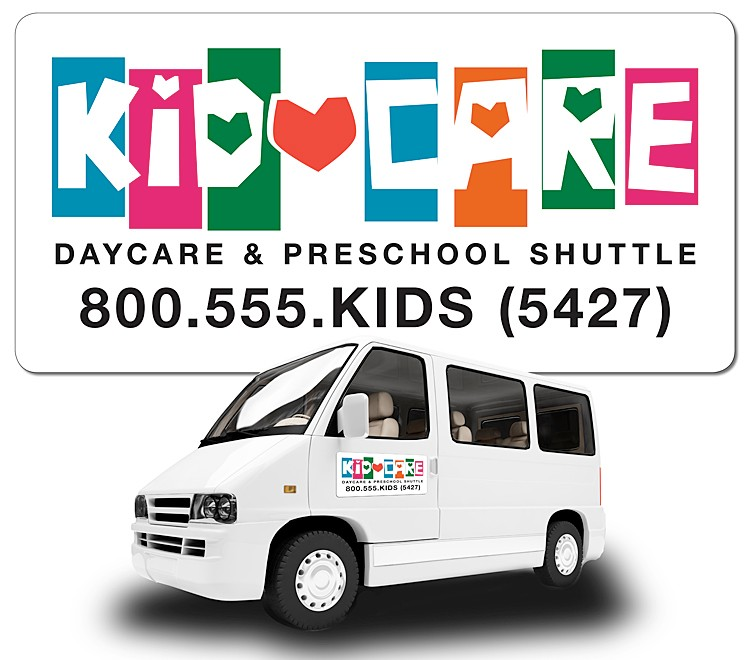 KiD CARE
DAYCARE & PRESCHOOL SHUTTLE
800.555.KIDS (5427)
KiD CARE
DAYCARE & PRESCHOOL SHUTTLE
800.555.KIDS (5427)